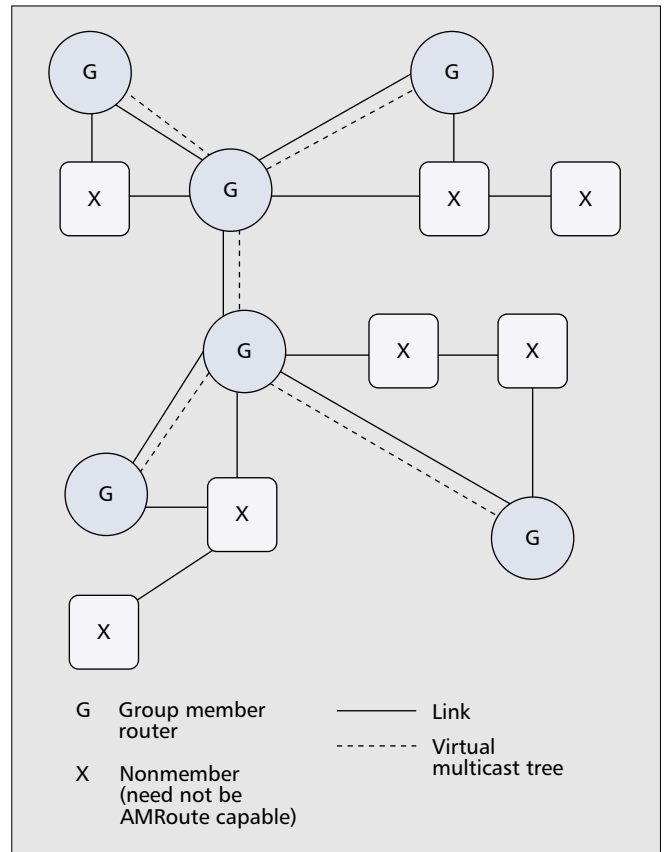 G
G
X
G
X
X
G
X
X
G
X
G
X
G Group member
router
Link
Virtual
multicast tree
X Nonmember
(need not be
AMRoute capable)